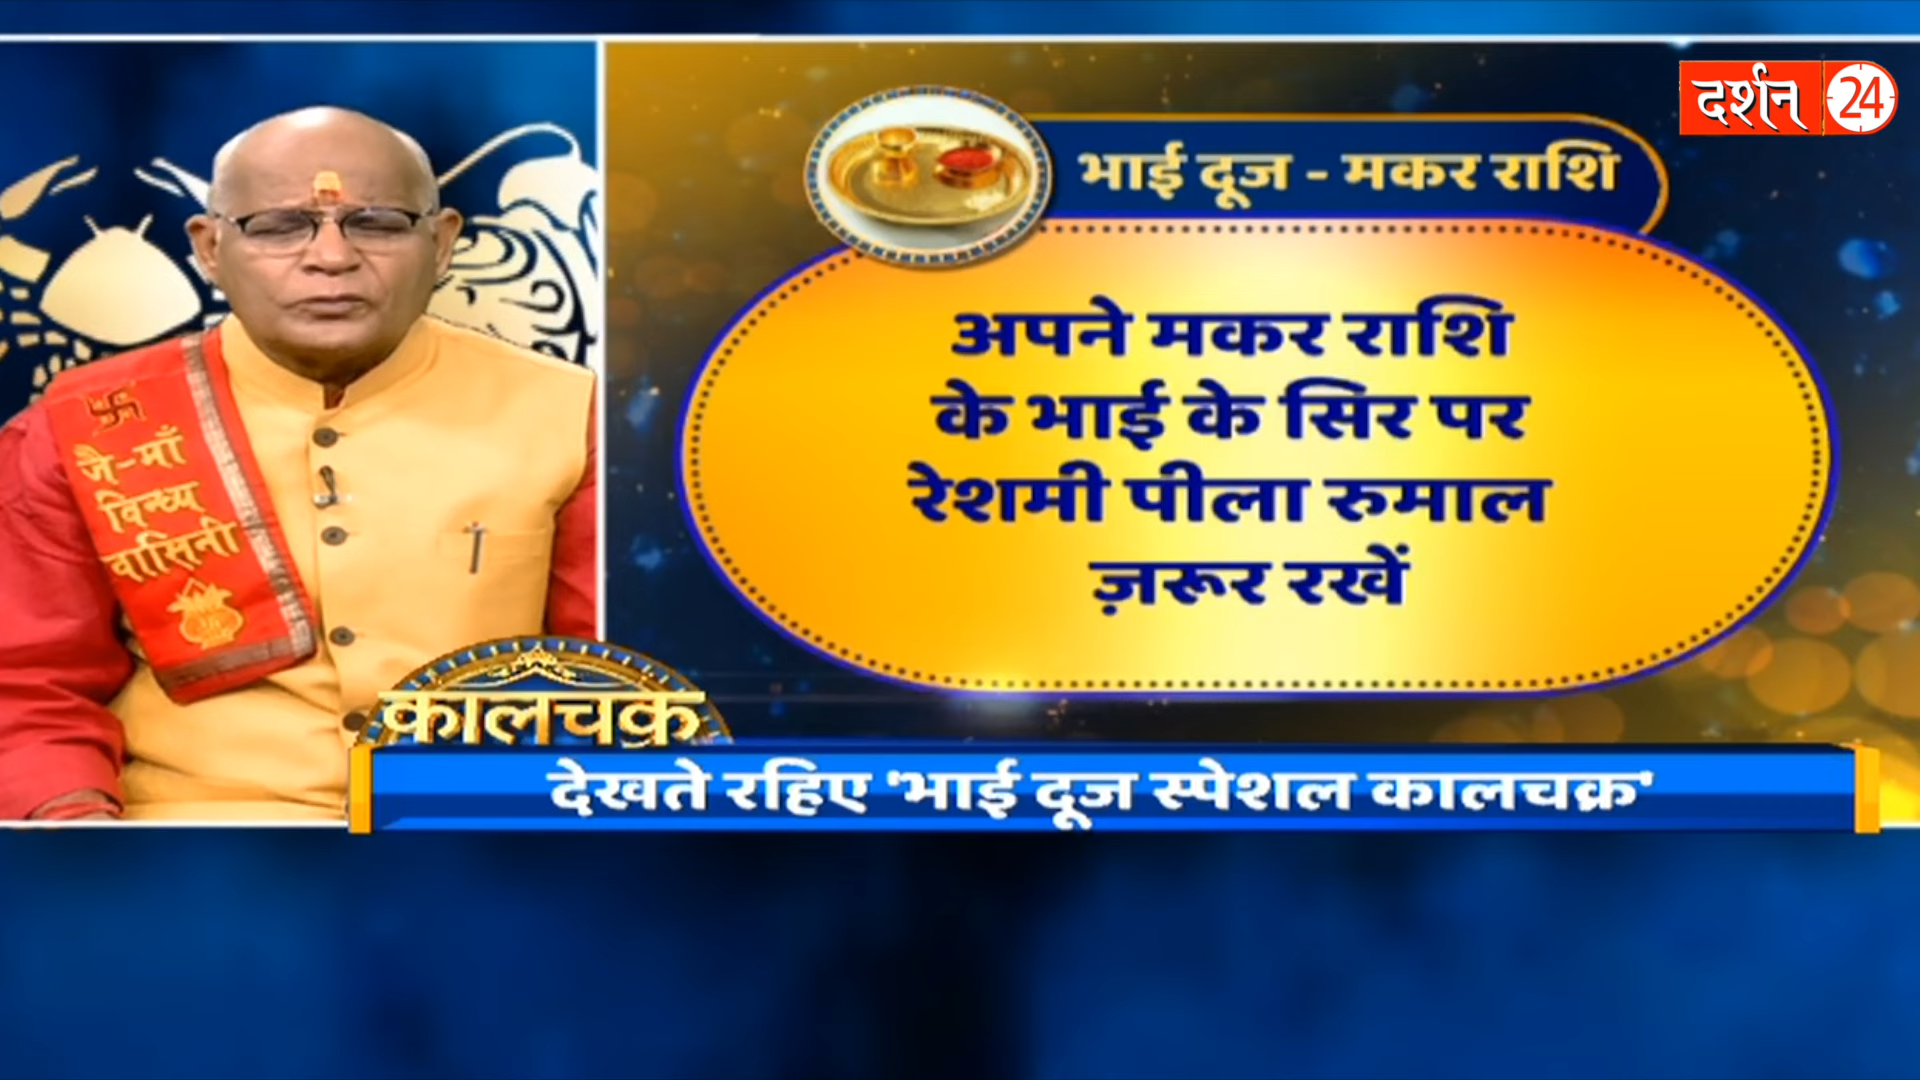 दर्शन 24
भाई दूज - मकर राशि
अपने मकर राशि
के भाई के सिर पर
रेशमी पीला रुमाल
ज़रूर रखें
जै-माँ
विन्ध्य
वासिनी
कालचक्र
देखते रहिए 'भाई दूज स्पेशल कालचक्र'